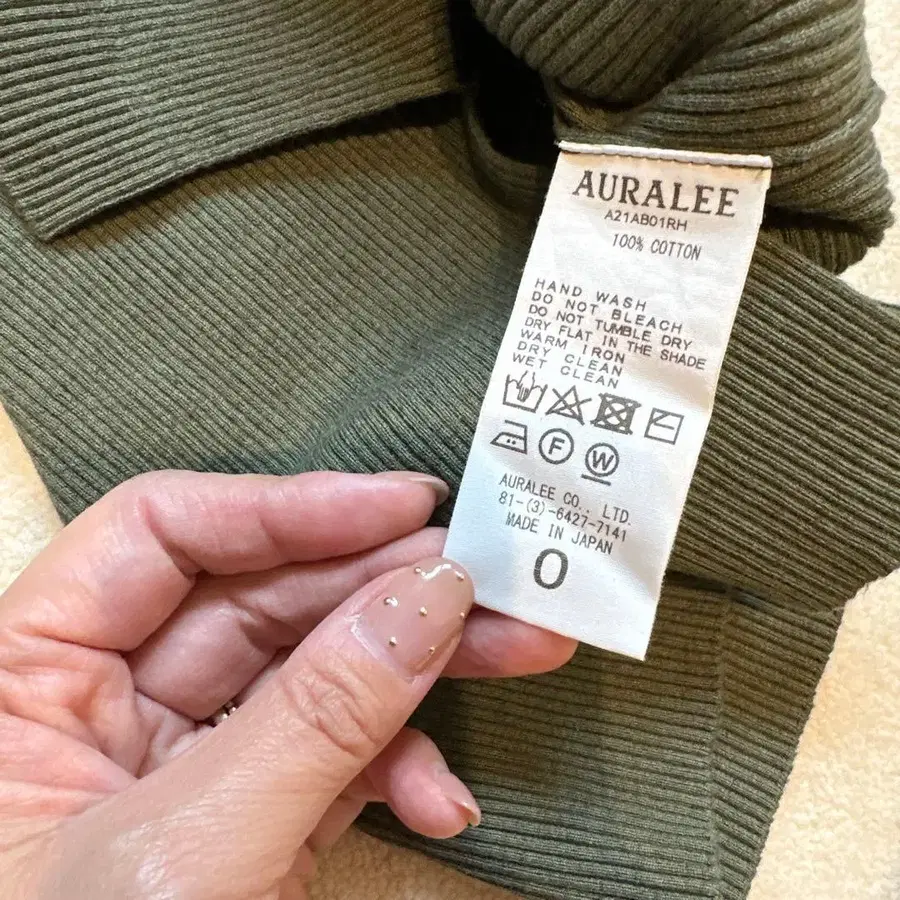 AURALEE
A21AB01RH
100% COTTON
HAND WASH
DO NOT BLEACH
DO NOT TUMBLE DRY
DRY FLAT IN THE SHADE
WARM IRON
DRY CLEAN
WET CLEAN
F W
AURALEE CO., LTD.
81-(3)-6427-7141
MADE IN JAPAN
0